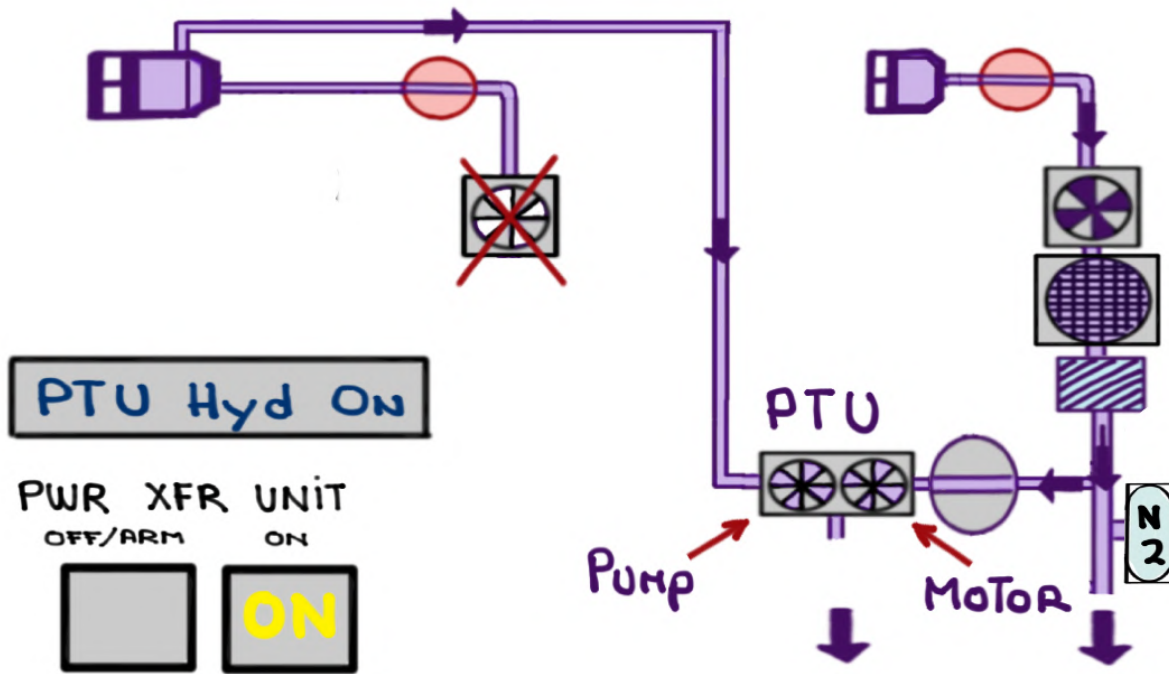 PTU Hyd ON
PWR XFR UNIT
OFF/ARM ON
ON
PTU
PUMP
MOTOR
N
2